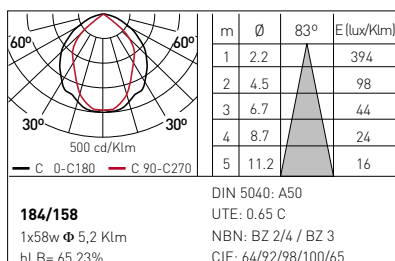 60º
60º
30º
30º
500 cd/Klm
C 0-C180
C 90-C270
m Ø 83º E (lux/Klm)
1 2.2 394
2 4.5 98
3 6.7 44
4 8.7 24
5 11.2 16
184/158
1x58w Φ 5,2 Klm
hLB= 65,23%
DIN 5040: A50
UTE: 0.65 C
NBN: BZ 2/4 / BZ 3
CIE: 64/92/98/100/65